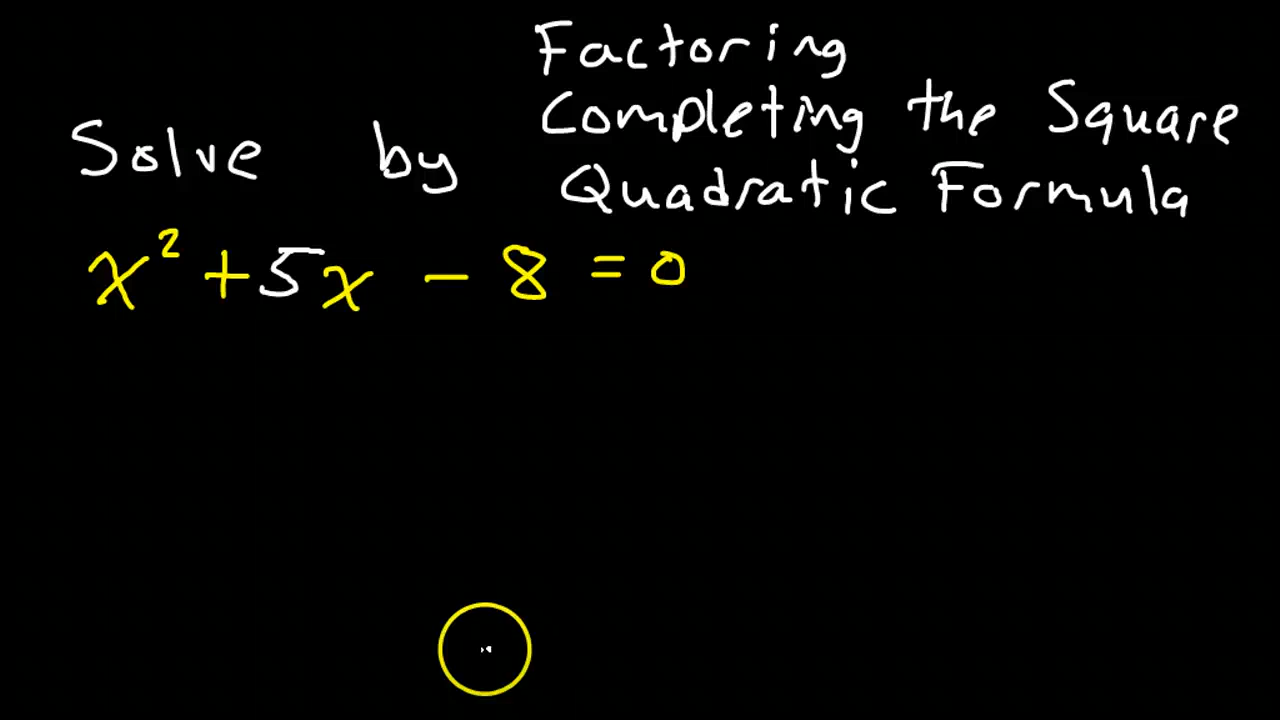 Factoring
Completing the Square
Solve by
Quadratic Formula
x² +5x - 8 = 0